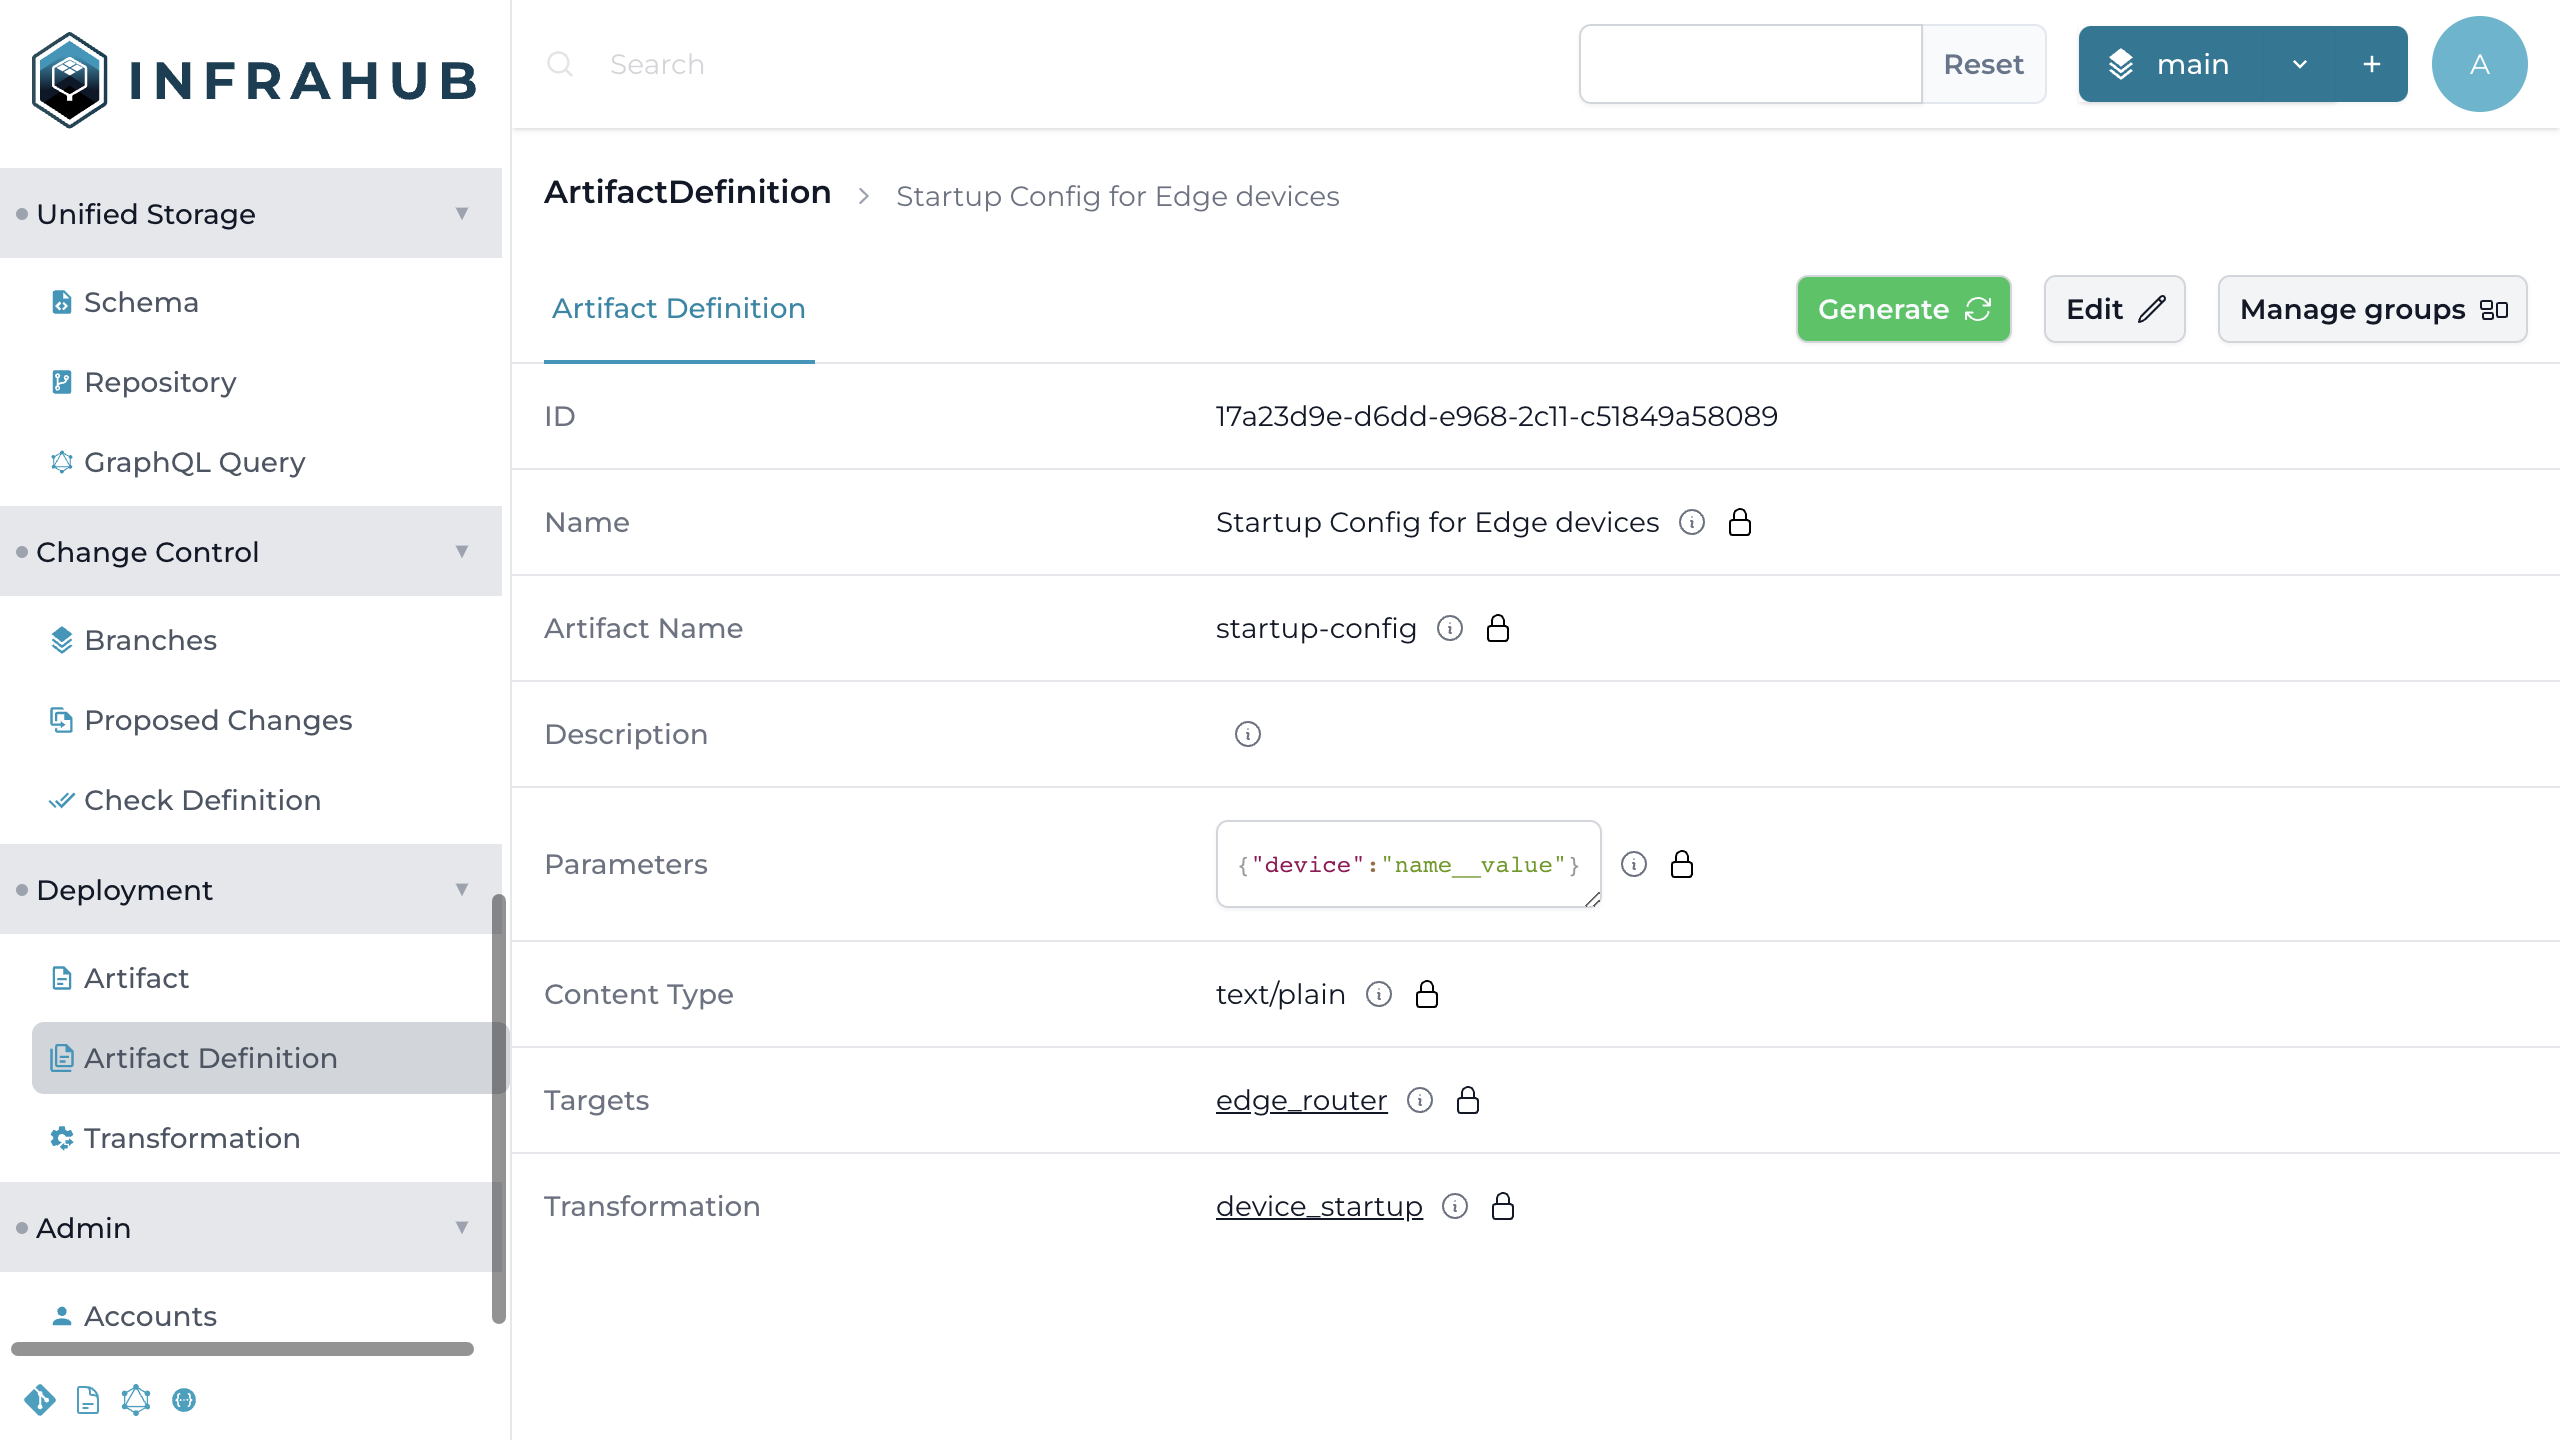 INFRAHUB
Search
Reset
main
+
A
Unified Storage
Schema
Repository
GraphQL Query
Change Control
Branches
Proposed Changes
Check Definition
Deployment
Artifact
Artifact Definition
Transformation
Admin
Accounts
ArtifactDefinition > Startup Config for Edge devices
Artifact Definition
Generate
Edit
Manage groups
ID 17a23d9e-d6dd-e968-2c11-c51849a58089
Name Startup Config for Edge devices
Artifact Name startup-config
Description
Parameters {"device":"name__value"}
Content Type text/plain
Targets edge_router
Transformation device_startup